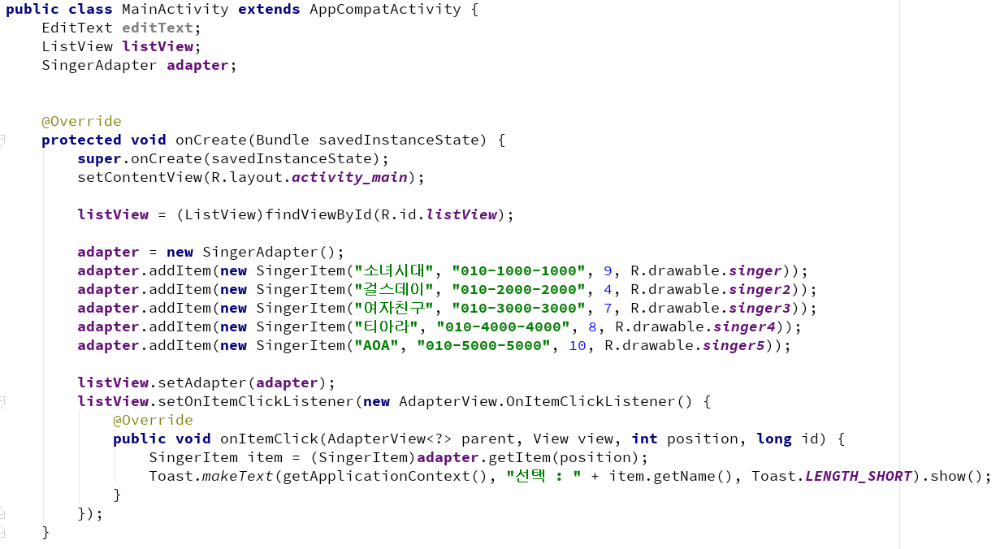 public class MainActivity extends AppCompatActivity {
EditText editText;
ListView listView;
SingerAdapter adapter;
@Override
protected void onCreate(Bundle savedInstanceState) {
super.onCreate(savedInstanceState);
setContentView(R.layout.activity_main);
listView = (ListView)findViewById(R.id.listView);
adapter = new SingerAdapter();
adapter.addItem(new SingerItem("소녀시대", "010-1000-1000", 9, R.drawable.singer));
adapter.addItem(new SingerItem("걸스데이", "010-2000-2000", 4, R.drawable.singer2));
adapter.addItem(new SingerItem("여자친구", "010-3000-3000", 7, R.drawable.singer3));
adapter.addItem(new SingerItem("티아라", "010-4000-4000", 8, R.drawable.singer4));
adapter.addItem(new SingerItem("AOA", "010-5000-5000", 10, R.drawable.singer5));
listView.setAdapter(adapter);
listView.setOnItemClickListener(new AdapterView.OnItemClickListener() {
@Override
public void onItemClick(AdapterView<?> parent, View view, int position, long id) {
SingerItem item = (SingerItem)adapter.getItem(position);
Toast.makeText(getApplicationContext(), "선택 : " + item.getName(), Toast.LENGTH_SHORT).show();
}
});
}